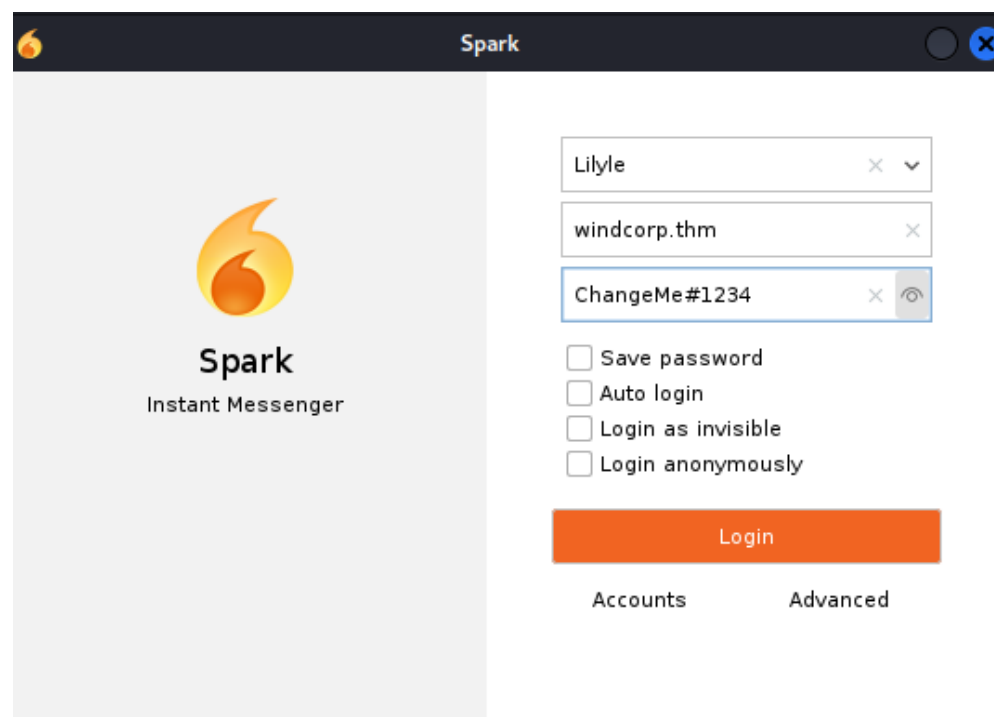 Spark
Lilyle
windcorp.thm
ChangeMe#1234
Spark
Instant Messenger
Save password
Auto login
Login as invisible
Login anonymously
Login
Accounts Advanced